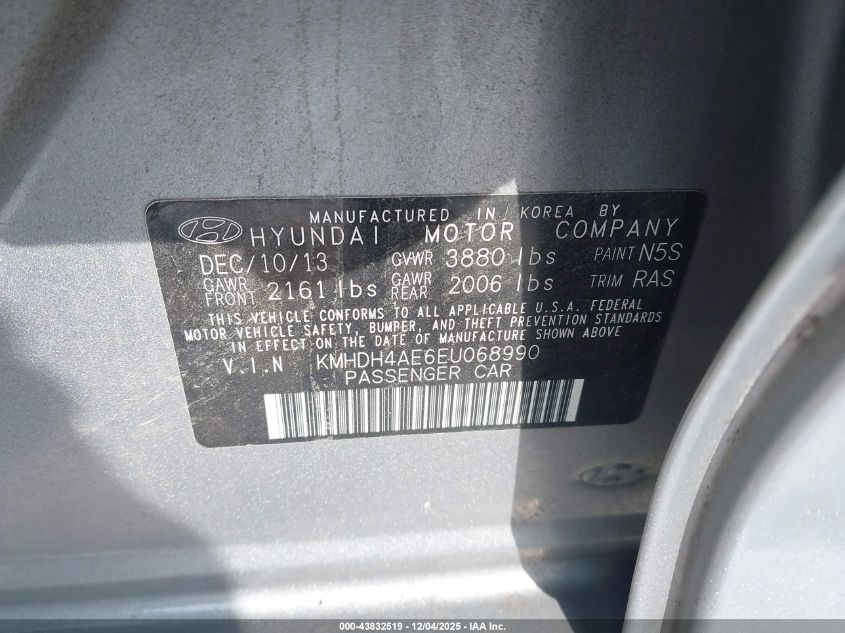 MANUFACTURED IN KOREA BY
HYUNDAI MOTOR COMPANY
DEC/10/13 GVWR 3880 lbs PAINT N5S
GAWR FRONT 2161 lbs GAWR REAR 2006 lbs TRIM RAS
THIS VEHICLE CONFORMS TO ALL APPLICABLE U.S.A. FEDERAL
MOTOR VEHICLE SAFETY, BUMPER, AND THEFT PREVENTION STANDARDS
IN EFFECT ON THE DATE OF MANUFACTURE SHOWN ABOVE
V.I.N KMHDH4AE6EU068990
PASSENGER CAR
000-43832519 - 12/04/2025 - IAA Inc.